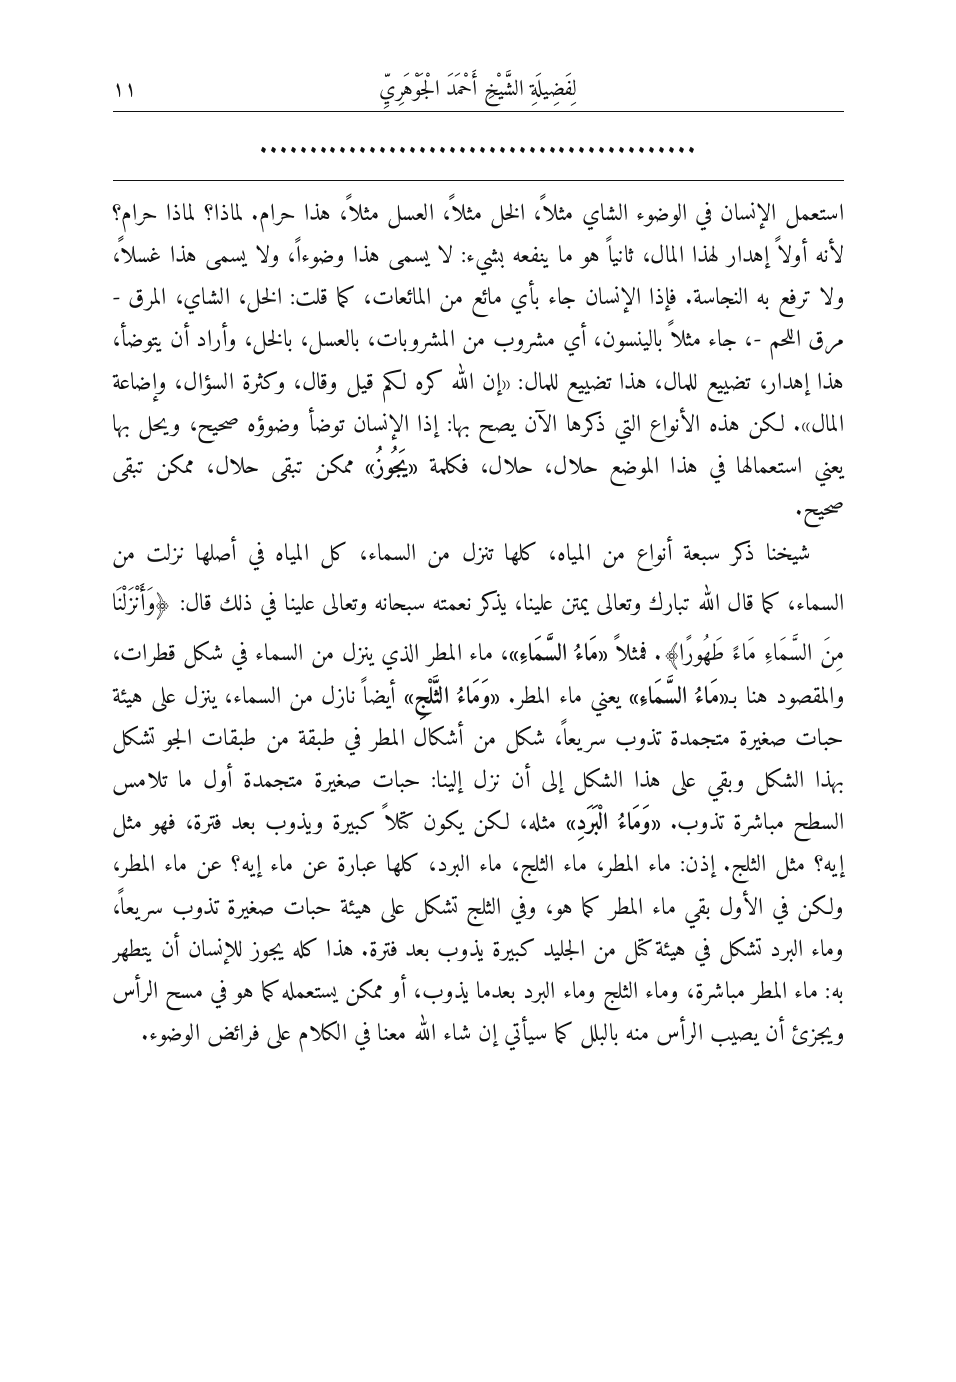 لِفَضِيلَةِ الشَّيْخِ أَحْمَدَ الْجَوْهَرِيِّ ١١
استعمل الإنسان في الوضوء الشاي مثلاً، الخل مثلاً، العسل مثلاً، هذا حرام. لماذا؟ لماذا حرام؟
لأنه أولاً إهدار لهذا المال، ثانياً هو ما ينفعه بشيء: لا يسمى هذا وضوءاً، ولا يسمى هذا غسلاً،
ولا ترفع به النجاسة. فإذا الإنسان جاء بأي مائع من المائعات، كما قلت: الخل، الشاي، المرق -
مرق اللحم -، جاء مثلاً بالينسون، أي مشروب من المشروبات، بالعسل، بالخل، وأراد أن يتوضأ،
هذا إهدار، تضييع للمال، هذا تضييع للمال: «إن الله كره لكم قيل وقال، وكثرة السؤال، وإضاعة
المال». لكن هذه الأنواع التي ذكرها الآن يصح بها: إذا الإنسان توضأ وضوؤه صحيح، ويحل بها
يعني استعمالها في هذا الموضع حلال، حلال، فكلمة «يَجُوزُ» ممكن تبقى حلال، ممكن تبقى
صحيح.
شيخنا ذكر سبعة أنواع من المياه، كلها تنزل من السماء، كل المياه في أصلها نزلت من
السماء، كما قال الله تبارك وتعالى يمتن علينا، يذكر نعمته سبحانه وتعالى علينا في ذلك قال: ﴿وَأَنْزَلْنَا
مِنَ السَّمَاءِ مَاءً طَهُورًا﴾. فمثلاً «مَاءُ السَّمَاءِ»، ماء المطر الذي ينزل من السماء في شكل قطرات،
والمقصود هنا بـ«مَاءُ السَّمَاءِ» يعني ماء المطر. «وَمَاءُ الثَّلْجِ» أيضاً نازل من السماء، ينزل على هيئة
حبات صغيرة متجمدة تذوب سريعاً، شكل من أشكال المطر في طبقة من طبقات الجو تشكل
بهذا الشكل وبقي على هذا الشكل إلى أن نزل إلينا: حبات صغيرة متجمدة أول ما تلامس
السطح مباشرة تذوب. «وَمَاءُ الْبَرَدِ» مثله، لكن يكون كتلاً كبيرة ويذوب بعد فترة، فهو مثل
إيه؟ مثل الثلج. إذن: ماء المطر، ماء الثلج، ماء البرد، كلها عبارة عن ماء إيه؟ عن ماء المطر،
ولكن في الأول بقي ماء المطر كما هو، وفي الثلج تشكل على هيئة حبات صغيرة تذوب سريعاً،
وماء البرد تشكل في هيئة كتل من الجليد كبيرة يذوب بعد فترة. هذا كله يجوز للإنسان أن يتطهر
به: ماء المطر مباشرة، وماء الثلج وماء البرد بعدما يذوب، أو ممكن يستعمله كما هو في مسح الرأس
ويجزئ أن يصيب الرأس منه بالبلل كما سيأتي إن شاء الله معنا في الكلام على فرائض الوضوء.